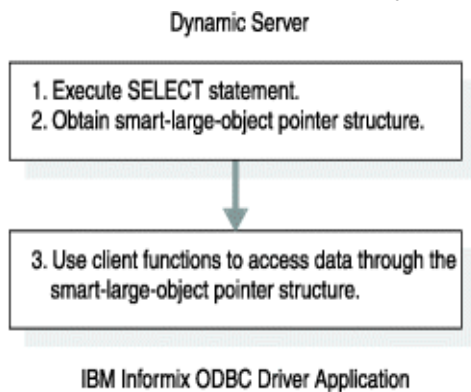 Dynamic Server
1. Execute SELECT statement.
2. Obtain smart-large-object pointer structure.
3. Use client functions to access data through the
smart-large-object pointer structure.
IBM Informix ODBC Driver Application